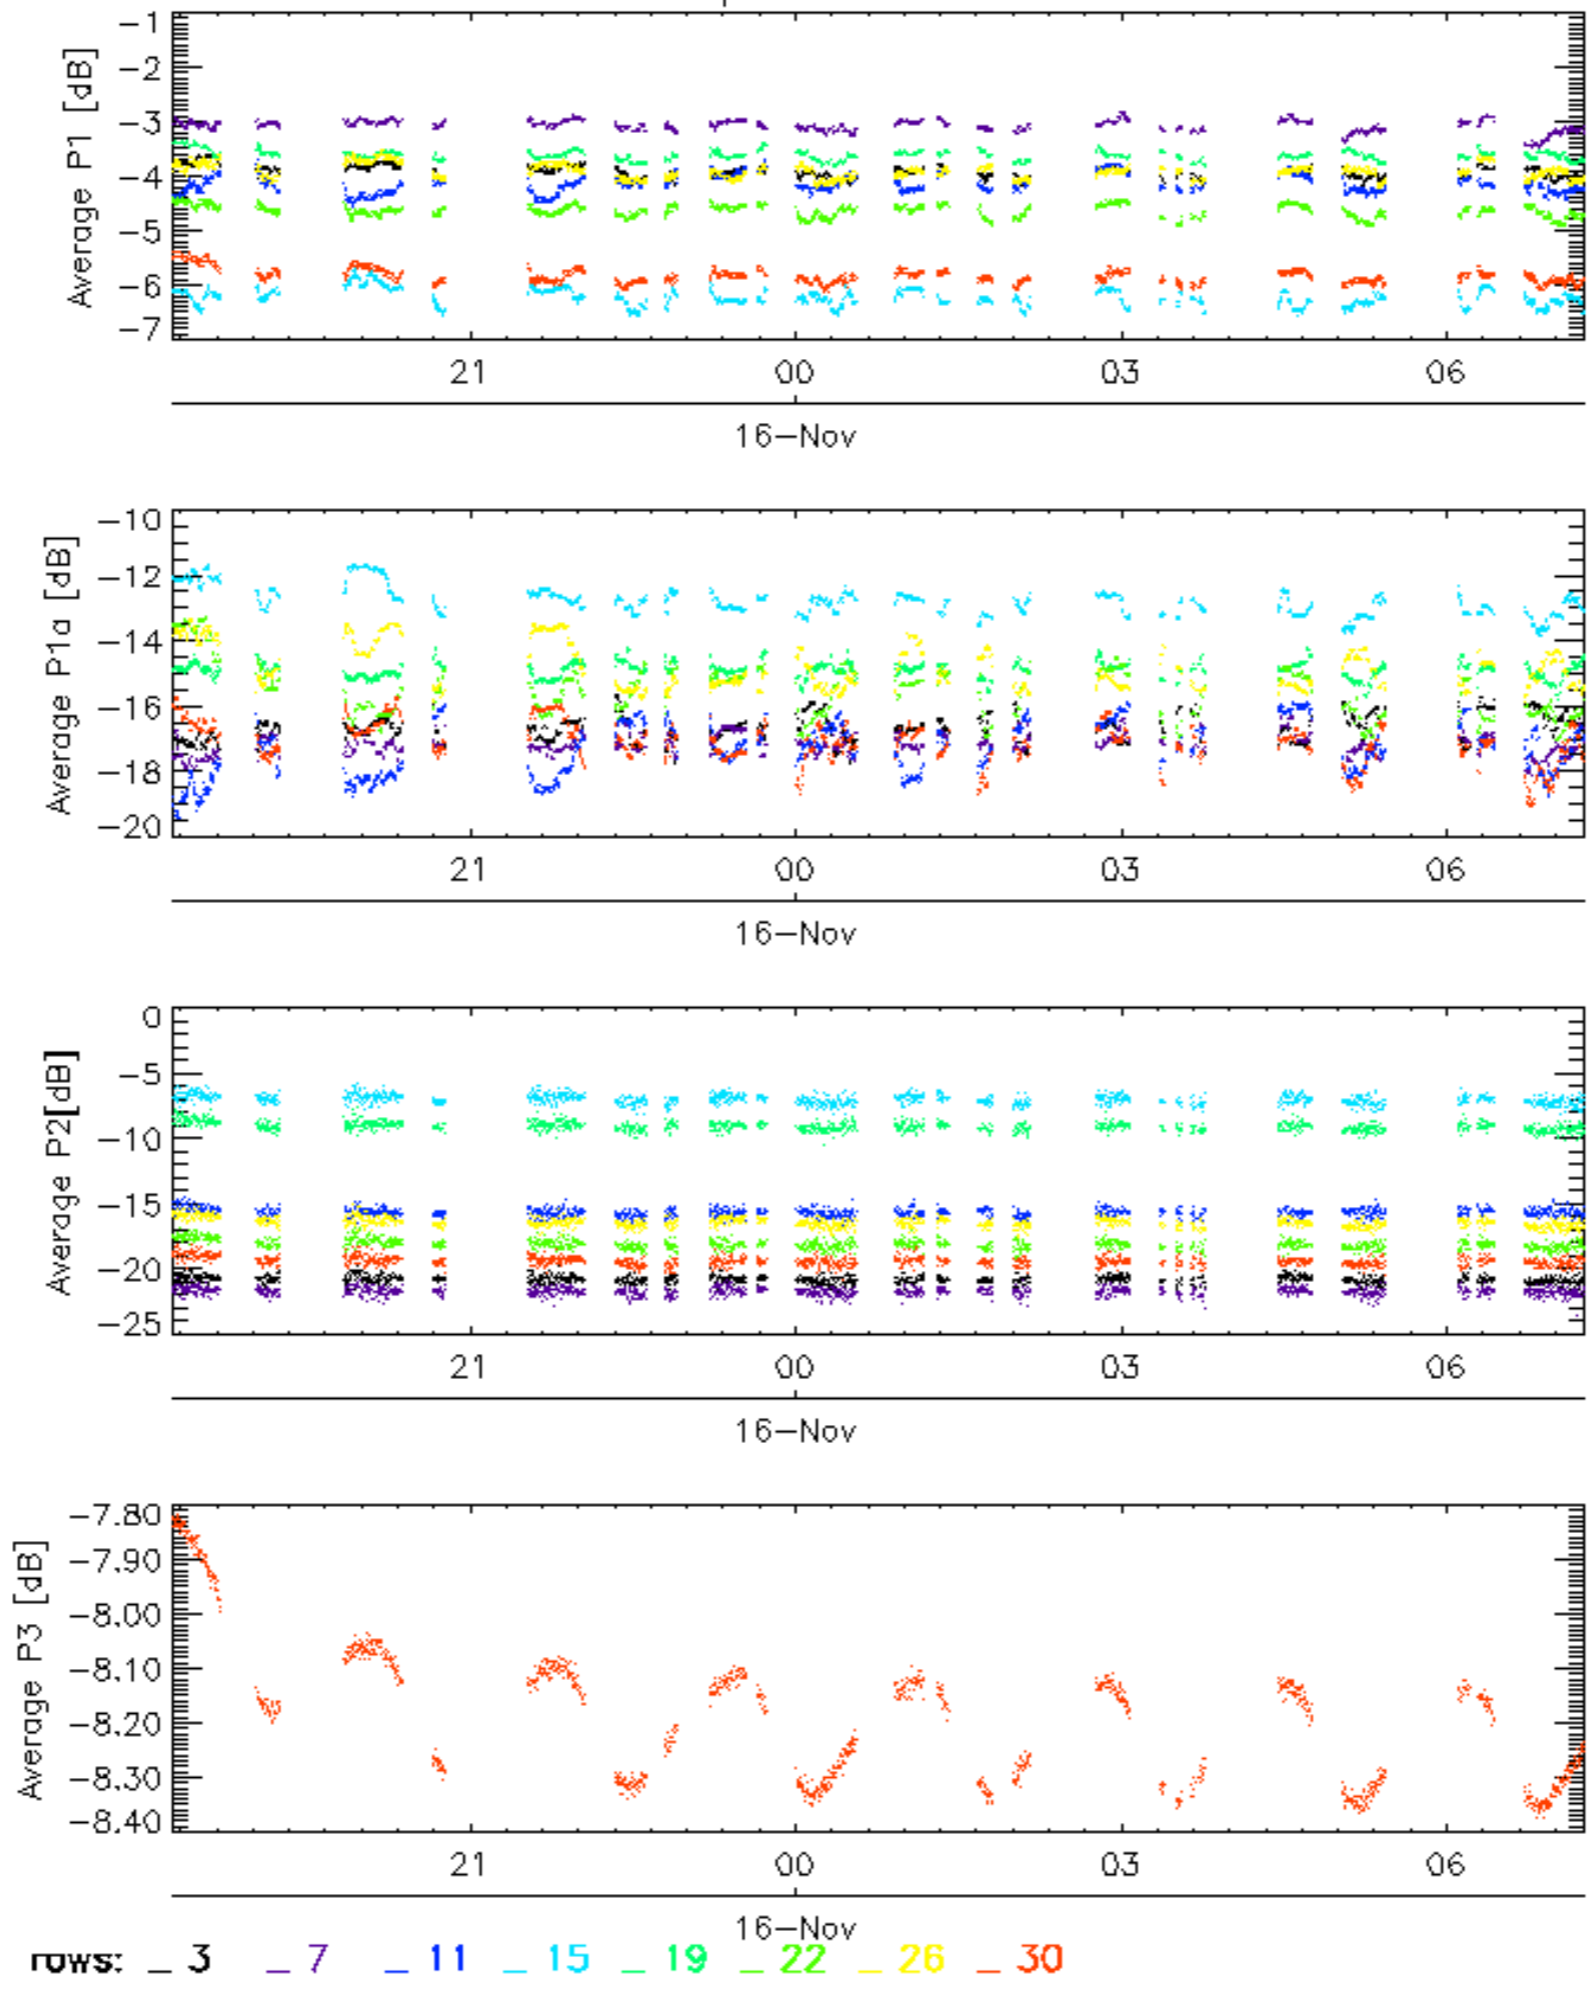 Average P1 [dB]
-1
-2
-3
-4
-5
-6
-7
21 00 03 06
16-Nov
Average P1a [dB]
-10
-12
-14
-16
-18
-20
21 00 03 06
16-Nov
Average P2[dB]
0
-5
-10
-15
-20
-25
21 00 03 06
16-Nov
Average P3 [dB]
-7.80
-7.90
-8.00
-8.10
-8.20
-8.30
-8.40
21 00 03 06
16-Nov
rows: _ 3 _ 7 _ 11 _ 15 _ 19 _ 22 _ 26 _ 30